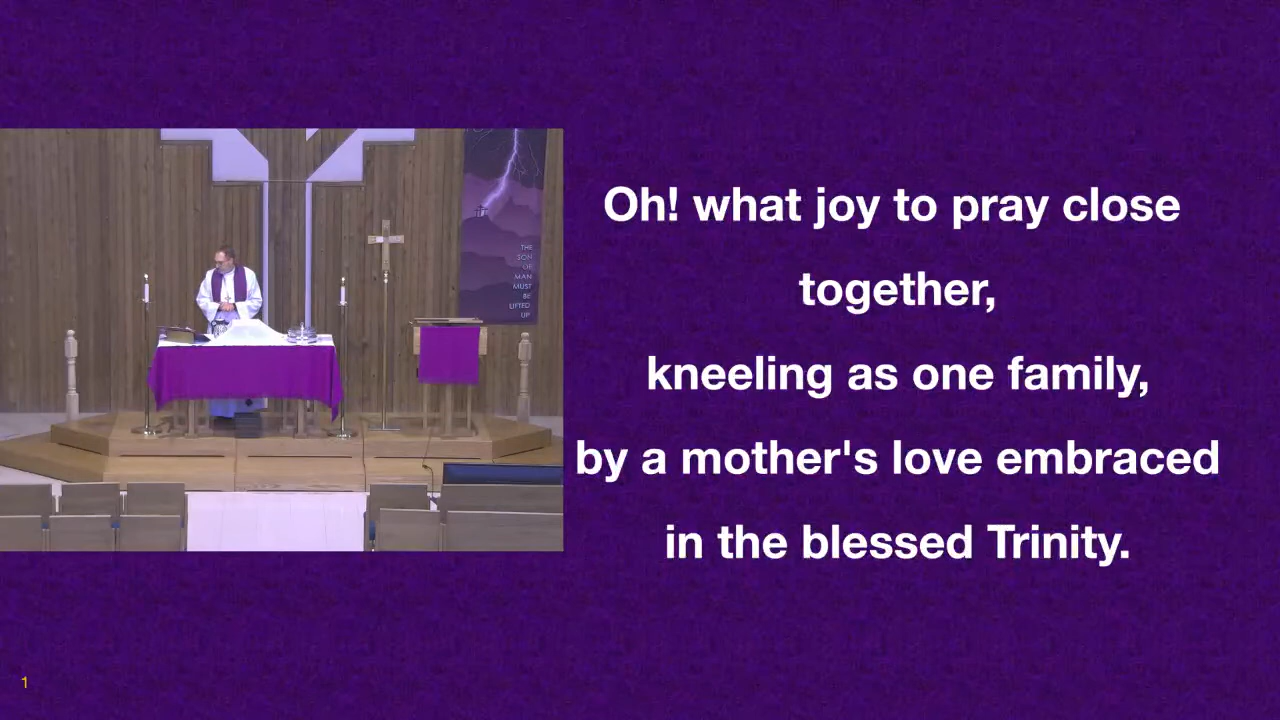 THE
SON
OF
MAN
MUST
BE
LIFTED
UP
Oh! what joy to pray close
together,
kneeling as one family,
by a mother's love embraced
in the blessed Trinity.
1